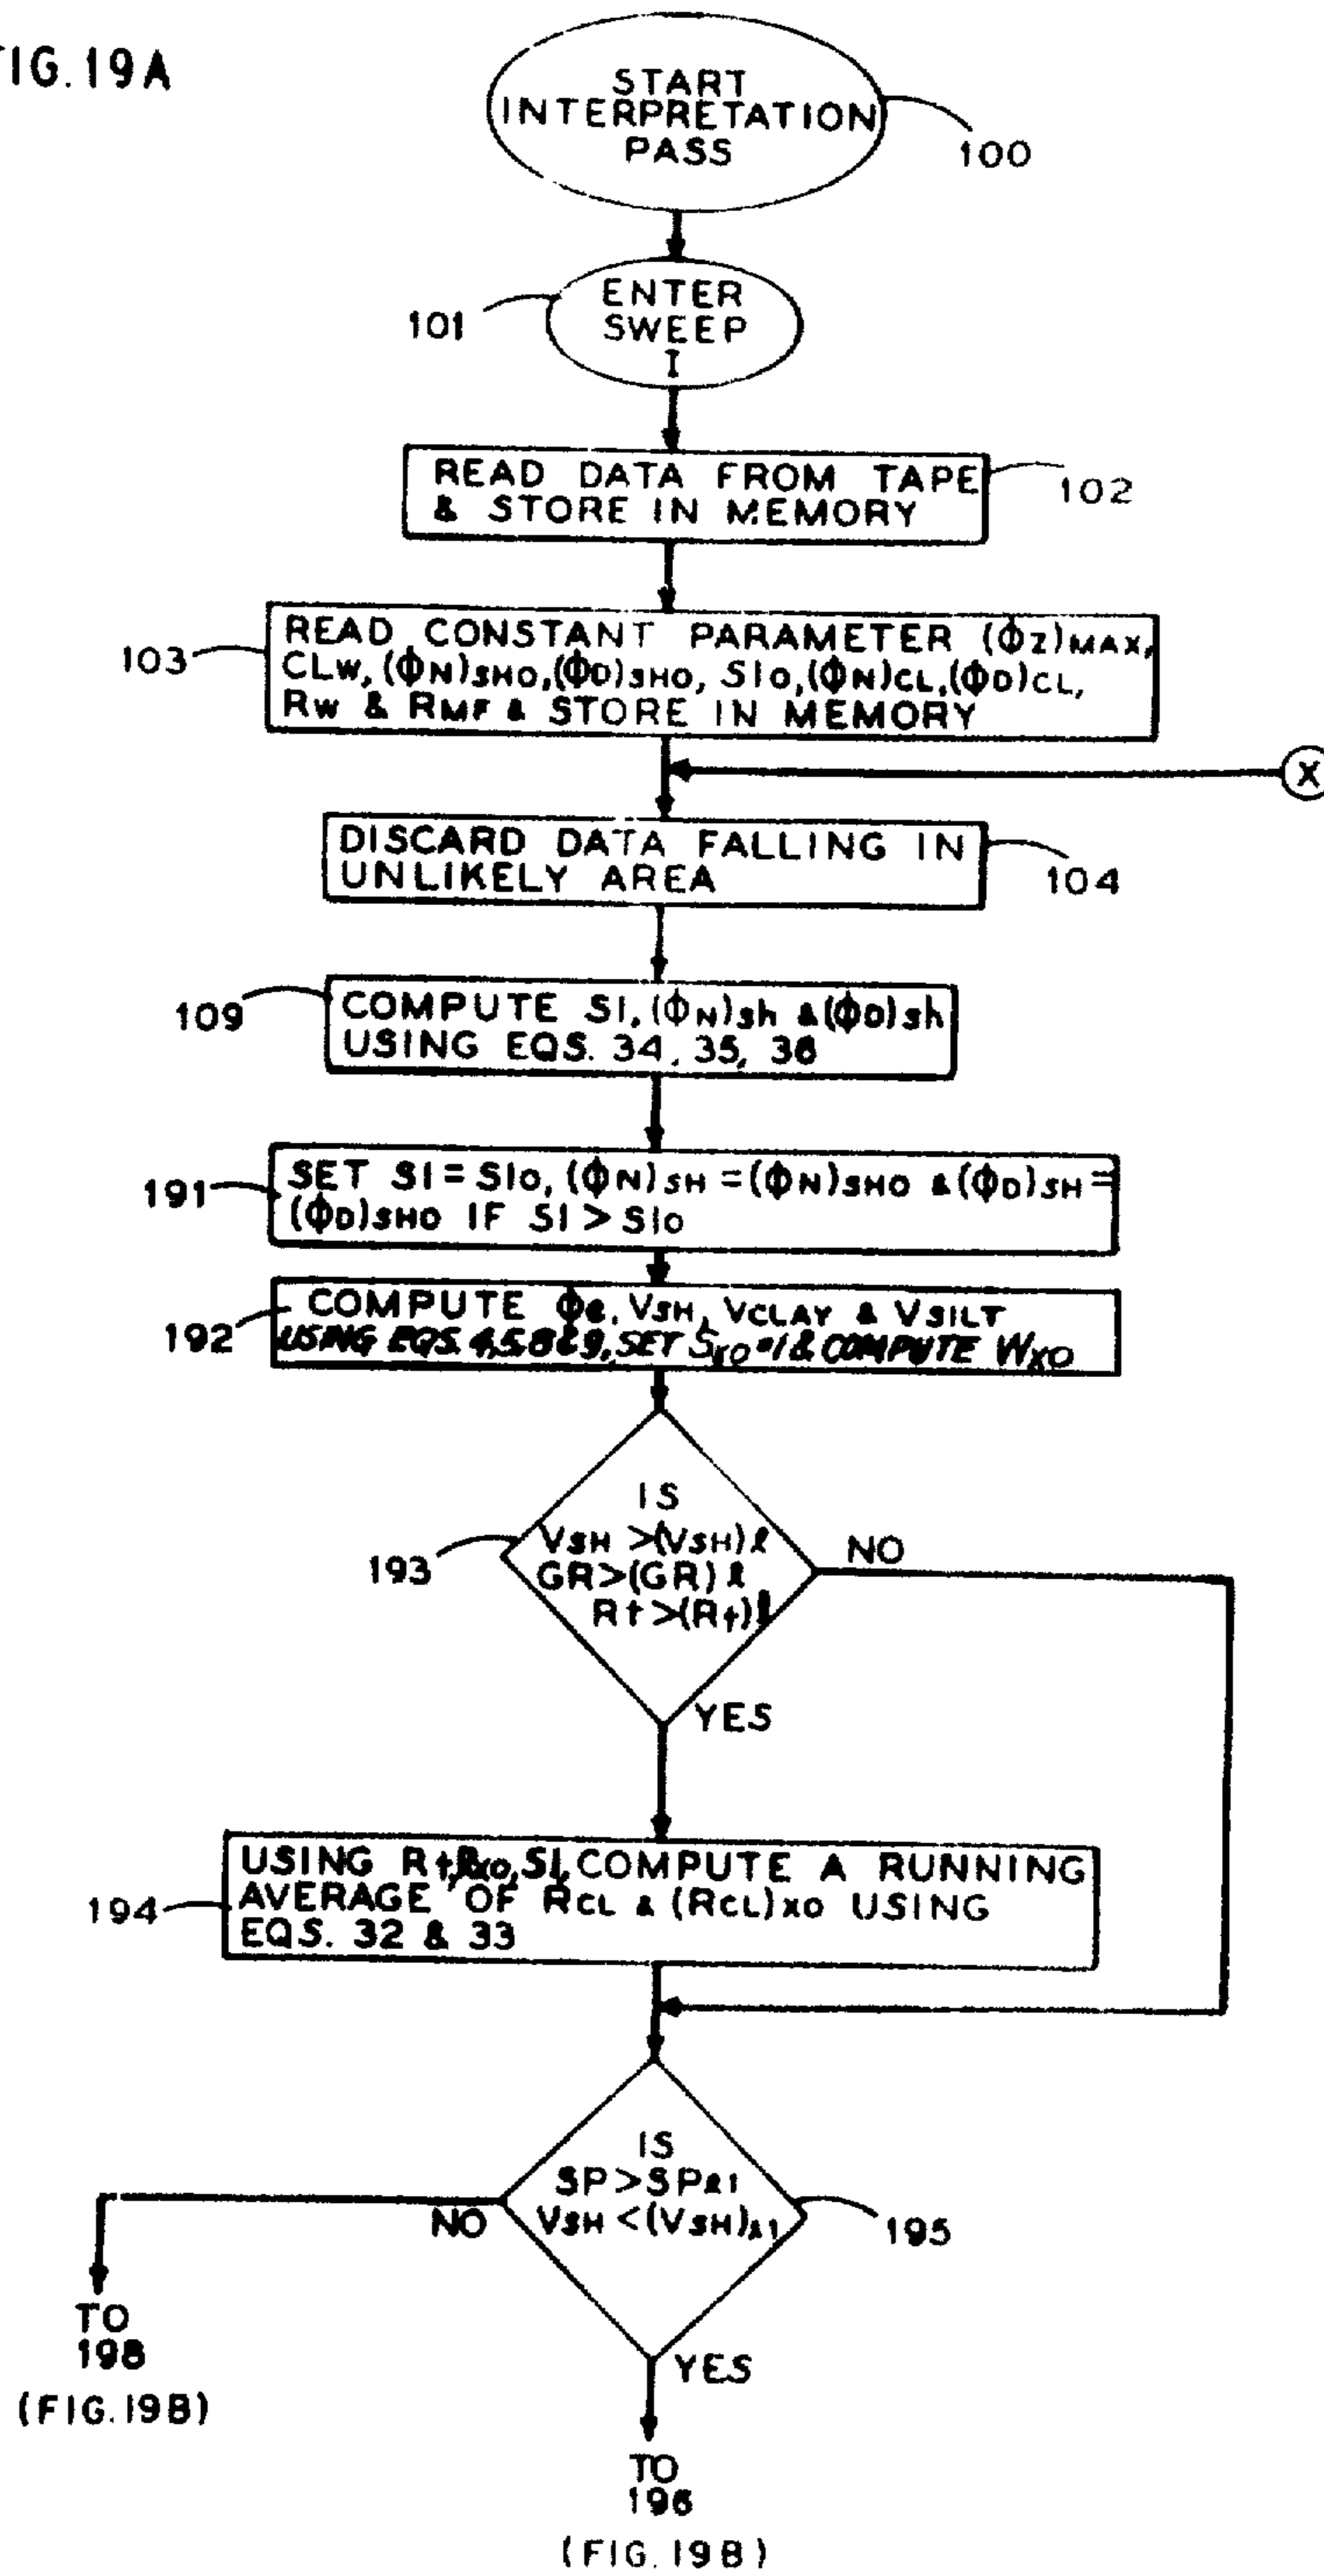 FIG.19A
START
INTERPRETATION
PASS
100
ENTER
SWEEP
I
101
READ DATA FROM TAPE
& STORE IN MEMORY
102
READ CONSTANT PARAMETER (ΦZ)MAX,
CLW, (ΦN)SHO, (ΦD)SHO, SIo, (ΦN)CL, (ΦD)CL,
RW & RMF & STORE IN MEMORY
103
X
DISCARD DATA FALLING IN
UNLIKELY AREA
104
COMPUTE SI, (ΦN)Sh & (ΦD)Sh
USING EQS. 34, 35, 36
109
SET SI = SIo, (ΦN)SH = (ΦN)SHO & (ΦD)SH =
(ΦD)SHO IF SI > SIo
191
COMPUTE Φe, VSH, VCLAY & VSILT
USING EQS. 4,5,8 & 9, SET SXO =1 & COMPUTE WXO
192
IS
VSH >(VSH)ℓ
GR>(GR)ℓ
Rt>(Rt)ℓ
193
NO
YES
USING Rt, RXO, SI, COMPUTE A RUNNING
AVERAGE OF RCL & (RCL)XO USING
EQS. 32 & 33
194
IS
SP>SPℓ1
VSH <(VSH)ℓ1
195
NO
TO
198
(FIG.19B)
YES
TO
196
(FIG.19B)